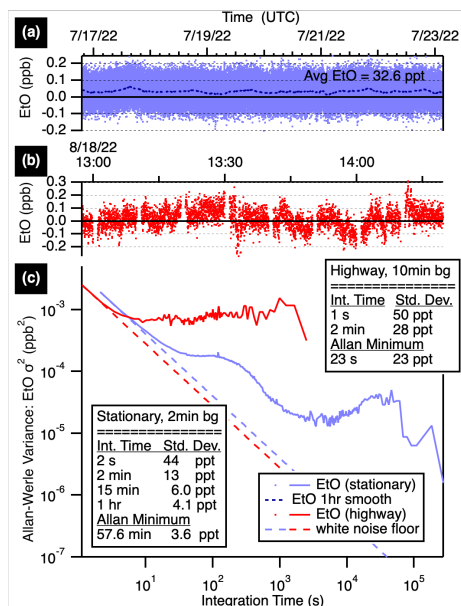 Time (UTC)
(a)
7/17/22 7/19/22 7/21/22 7/23/22
EtO (ppb)
0.2
0.1
0.0
-0.1
-0.2
Avg EtO = 32.6 ppt
(b)
8/18/22
13:00 13:30 14:00
EtO (ppb)
0.3
0.2
0.1
0.0
-0.1
-0.2
(c)
Allan-Werle Variance: EtO σ² (ppb²)
10⁻³
10⁻⁴
10⁻⁵
10⁻⁶
10⁻⁷
Highway, 10min bg
===============
Int. Time Std. Dev.
1 s 50 ppt
2 min 28 ppt
Allan Minimum
23 s 23 ppt
Stationary, 2min bg
===============
Int. Time Std. Dev.
2 s 44 ppt
2 min 13 ppt
15 min 6.0 ppt
1 hr 4.1 ppt
Allan Minimum
57.6 min 3.6 ppt
EtO (stationary)
EtO 1hr smooth
EtO (highway)
white noise floor
10¹ 10² 10³ 10⁴ 10⁵
Integration Time (s)